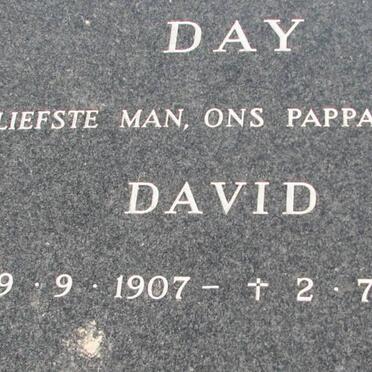 DAY
LIEFSTE MAN, ONS PAPPA
DAVID
9 · 9 · 1907 – † 2 · 7